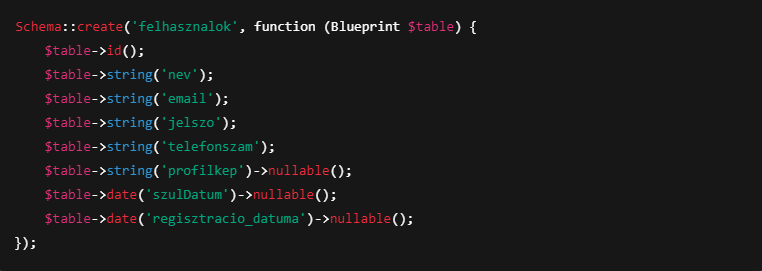 Schema::create('felhasznalok', function (Blueprint $table) {
    $table->id();
    $table->string('nev');
    $table->string('email');
    $table->string('jelszo');
    $table->string('telefonszam');
    $table->string('profilkep')->nullable();
    $table->date('szulDatum')->nullable();
    $table->date('regisztracio_datuma')->nullable();
});